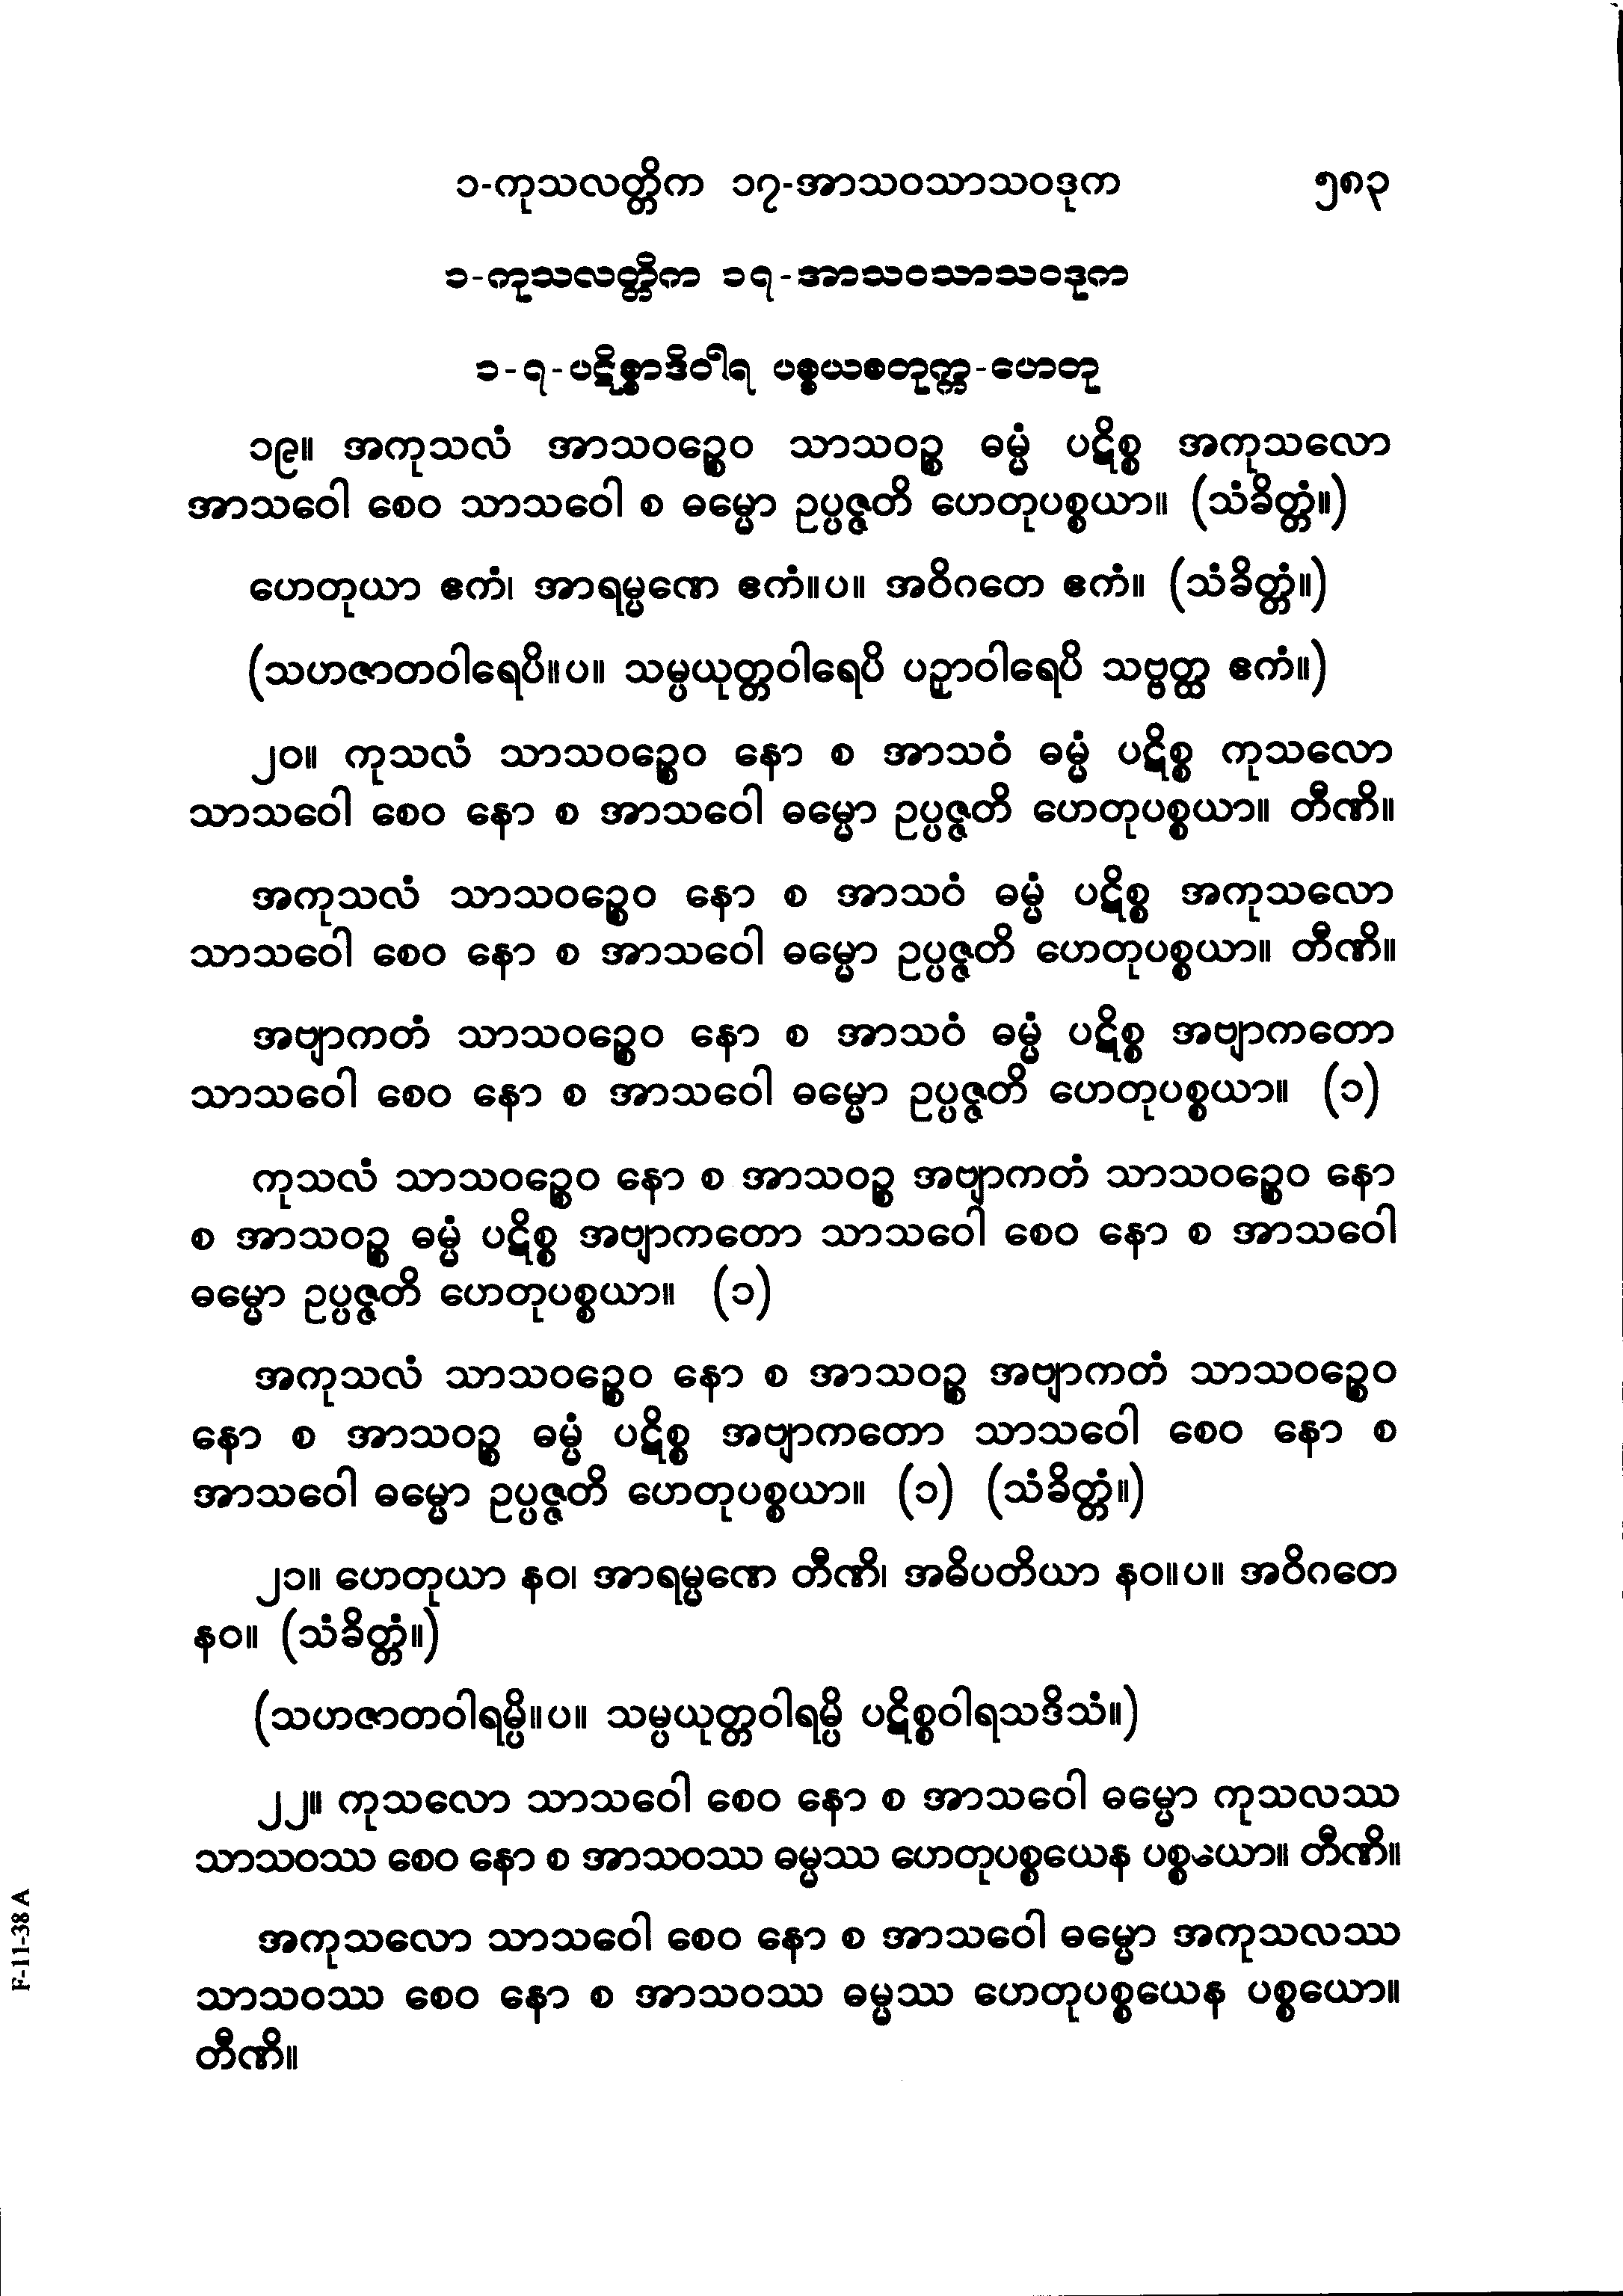 ၁-ကုသလတ္တိက ၁၇-အာသဝသာသဝဒုက ၅၈၃
၁-ကုသလတ္တိက ၁၇-အာသဝသာသဝဒုက
၁-၇-ပဋိစ္စာဒိဝါရ ပစ္စယစတုက္က-ဟေတု
၁၉။ အကုသလံ အာသဝဉ္စေဝ သာသဝဉ္စ ဓမ္မံ ပဋိစ္စ အကုသလော
အာသဝေါ စေဝ သာသဝေါ စ ဓမ္မော ဥပ္ပဇ္ဇတိ ဟေတုပစ္စယာ။ (သံခိတ္တံ။)
ဟေတုယာ ဧကံ၊ အာရမ္မဏေ ဧကံ။ပ။ အဝိဂတေ ဧကံ။ (သံခိတ္တံ။)
(သဟဇာတဝါရေပိ။ပ။ သမ္ပယုတ္တဝါရေပိ ပဉှာဝါရေပိ သဗ္ဗတ္ထ ဧကံ။)
၂၀။ ကုသလံ သာသဝဉ္စေဝ နော စ အာသဝံ ဓမ္မံ ပဋိစ္စ ကုသလော
သာသဝေါ စေဝ နော စ အာသဝေါ ဓမ္မော ဥပ္ပဇ္ဇတိ ဟေတုပစ္စယာ။ တီဏိ။
အကုသလံ သာသဝဉ္စေဝ နော စ အာသဝံ ဓမ္မံ ပဋိစ္စ အကုသလော
သာသဝေါ စေဝ နော စ အာသဝေါ ဓမ္မော ဥပ္ပဇ္ဇတိ ဟေတုပစ္စယာ။ တီဏိ။
အဗျာကတံ သာသဝဉ္စေဝ နော စ အာသဝံ ဓမ္မံ ပဋိစ္စ အဗျာကတော
သာသဝေါ စေဝ နော စ အာသဝေါ ဓမ္မော ဥပ္ပဇ္ဇတိ ဟေတုပစ္စယာ။ (၁)
ကုသလံ သာသဝဉ္စေဝ နော စ အာသဝဉ္စ အဗျာကတံ သာသဝဉ္စေဝ နော
စ အာသဝဉ္စ ဓမ္မံ ပဋိစ္စ အဗျာကတော သာသဝေါ စေဝ နော စ အာသဝေါ
ဓမ္မော ဥပ္ပဇ္ဇတိ ဟေတုပစ္စယာ။ (၁)
အကုသလံ သာသဝဉ္စေဝ နော စ အာသဝဉ္စ အဗျာကတံ သာသဝဉ္စေဝ
နော စ အာသဝဉ္စ ဓမ္မံ ပဋိစ္စ အဗျာကတော သာသဝေါ စေဝ နော စ
အာသဝေါ ဓမ္မော ဥပ္ပဇ္ဇတိ ဟေတုပစ္စယာ။ (၁) (သံခိတ္တံ။)
၂၁။ ဟေတုယာ နဝ၊ အာရမ္မဏေ တီဏိ၊ အဓိပတိယာ နဝ။ပ။ အဝိဂတေ
နဝ။ (သံခိတ္တံ။)
(သဟဇာတဝါရမ္ပိ။ပ။ သမ္ပယုတ္တဝါရမ္ပိ ပဋိစ္စဝါရသဒိသံ။)
၂၂။ ကုသလော သာသဝေါ စေဝ နော စ အာသဝေါ ဓမ္မော ကုသလဿ
သာသဝဿ စေဝ နော စ အာသဝဿ ဓမ္မဿ ဟေတုပစ္စယေန ပစ္စယော။ တီဏိ။
အကုသလော သာသဝေါ စေဝ နော စ အာသဝေါ ဓမ္မော အကုသလဿ
သာသဝဿ စေဝ နော စ အာသဝဿ ဓမ္မဿ ဟေတုပစ္စယေန ပစ္စယော။
တီဏိ။
F-11-38 A